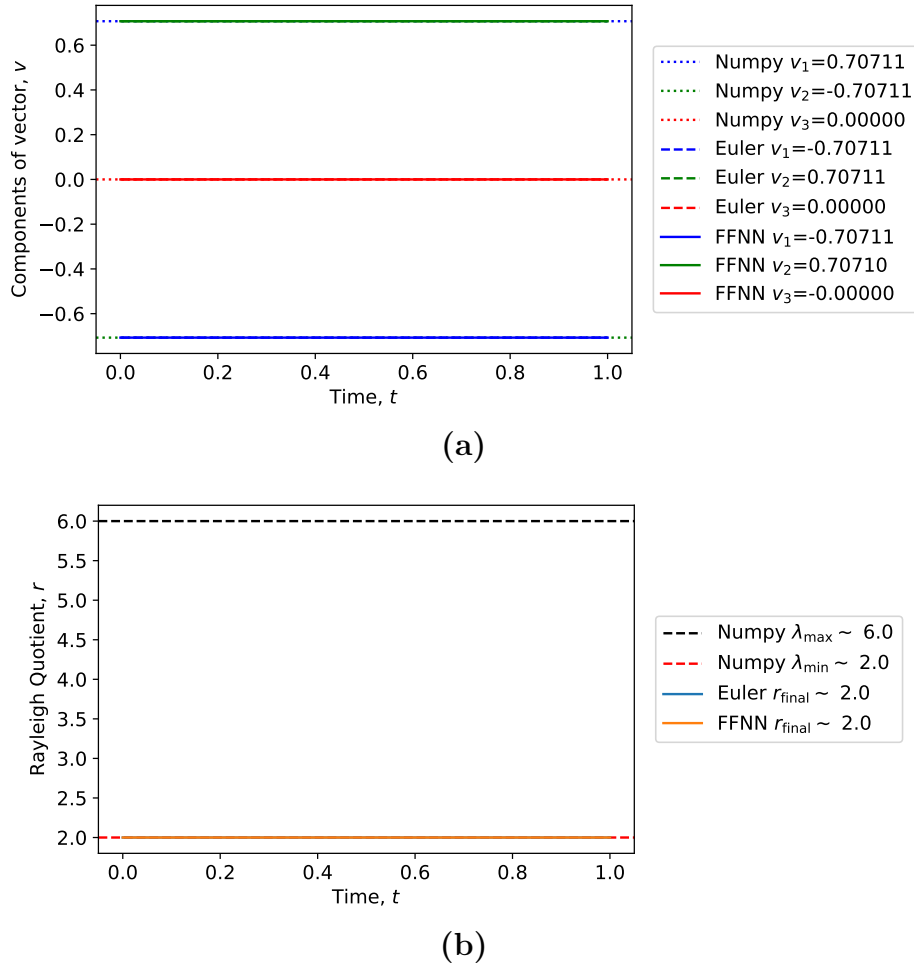 0.6
0.4
0.2
0.0
−0.2
−0.4
−0.6
Components of vector, v
0.0 0.2 0.4 0.6 0.8 1.0
Time, t
Numpy v₁=0.70711
Numpy v₂=-0.70711
Numpy v₃=0.00000
Euler v₁=-0.70711
Euler v₂=0.70711
Euler v₃=0.00000
FFNN v₁=-0.70711
FFNN v₂=0.70710
FFNN v₃=-0.00000
(a)
6.0
5.5
5.0
4.5
4.0
3.5
3.0
2.5
2.0
Rayleigh Quotient, r
0.0 0.2 0.4 0.6 0.8 1.0
Time, t
Numpy λmax ∼ 6.0
Numpy λmin ∼ 2.0
Euler rfinal ∼ 2.0
FFNN rfinal ∼ 2.0
(b)